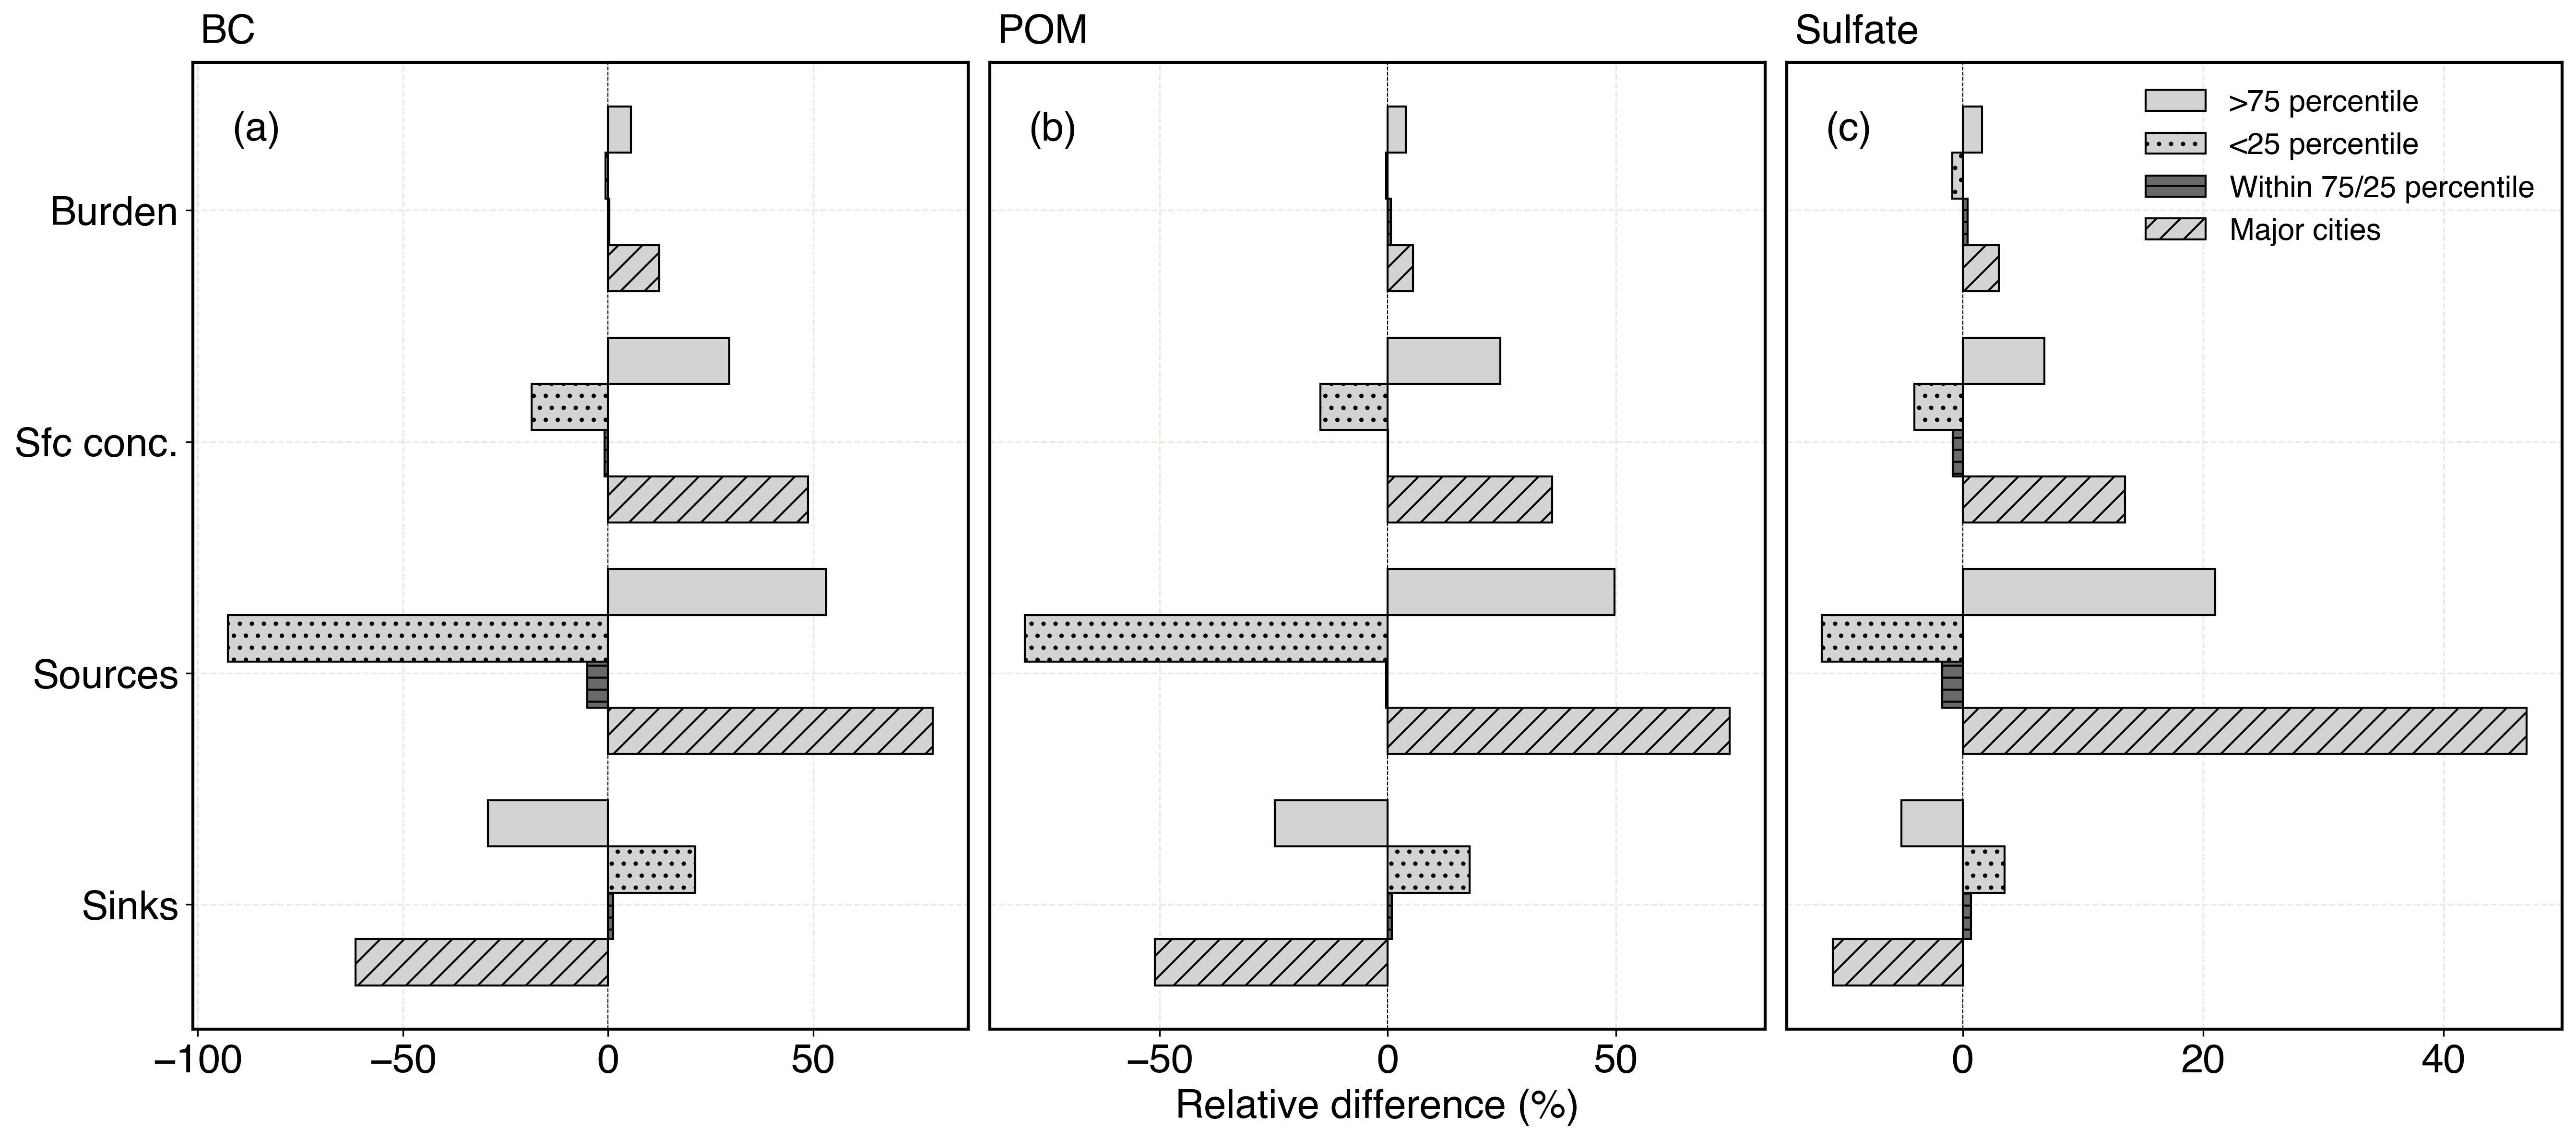 BC
POM
Sulfate
(a)
(b)
(c)
>75 percentile
<25 percentile
Within 75/25 percentile
Major cities
Burden
Sfc conc.
Sources
Sinks
−100 −50 0 50
−50 0 50
0 20 40
Relative difference (%)